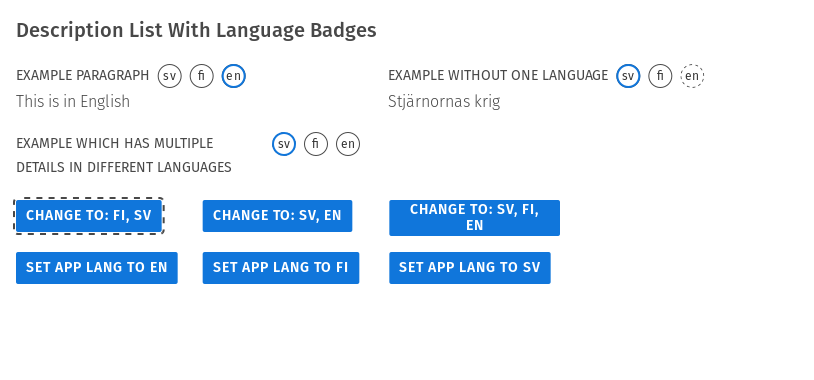 Description List With Language Badges
EXAMPLE PARAGRAPH sv fi en
This is in English
EXAMPLE WITHOUT ONE LANGUAGE sv fi en
Stjärnornas krig
EXAMPLE WHICH HAS MULTIPLE
DETAILS IN DIFFERENT LANGUAGES
sv fi en
CHANGE TO: FI, SV
CHANGE TO: SV, EN
CHANGE TO: SV, FI,
EN
SET APP LANG TO EN
SET APP LANG TO FI
SET APP LANG TO SV